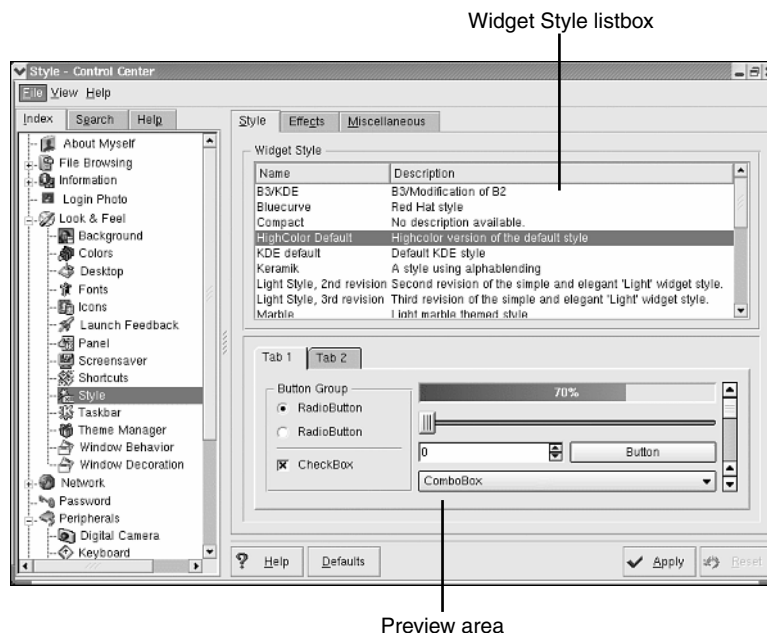 Widget Style listbox
Style - Control Center
File View Help
Index Search Help
About Myself
File Browsing
Information
Login Photo
Look & Feel
Background
Colors
Desktop
Fonts
Icons
Launch Feedback
Panel
Screensaver
Shortcuts
Style
Taskbar
Theme Manager
Window Behavior
Window Decoration
Network
Password
Peripherals
Digital Camera
Keyboard
Style Effects Miscellaneous
Widget Style
Name Description
B3/KDE B3/Modification of B2
Bluecurve Red Hat style
Compact No description available.
HighColor Default Highcolor version of the default style
KDE default Default KDE style
Keramik A style using alphablending
Light Style, 2nd revision Second revision of the simple and elegant 'Light' widget style.
Light Style, 3rd revision Third revision of the simple and elegant 'Light' widget style.
Marble Light marble themed style
Tab 1 Tab 2
Button Group
RadioButton
RadioButton
CheckBox
70%
0 Button
ComboBox
Help Defaults Apply Reset
Preview area